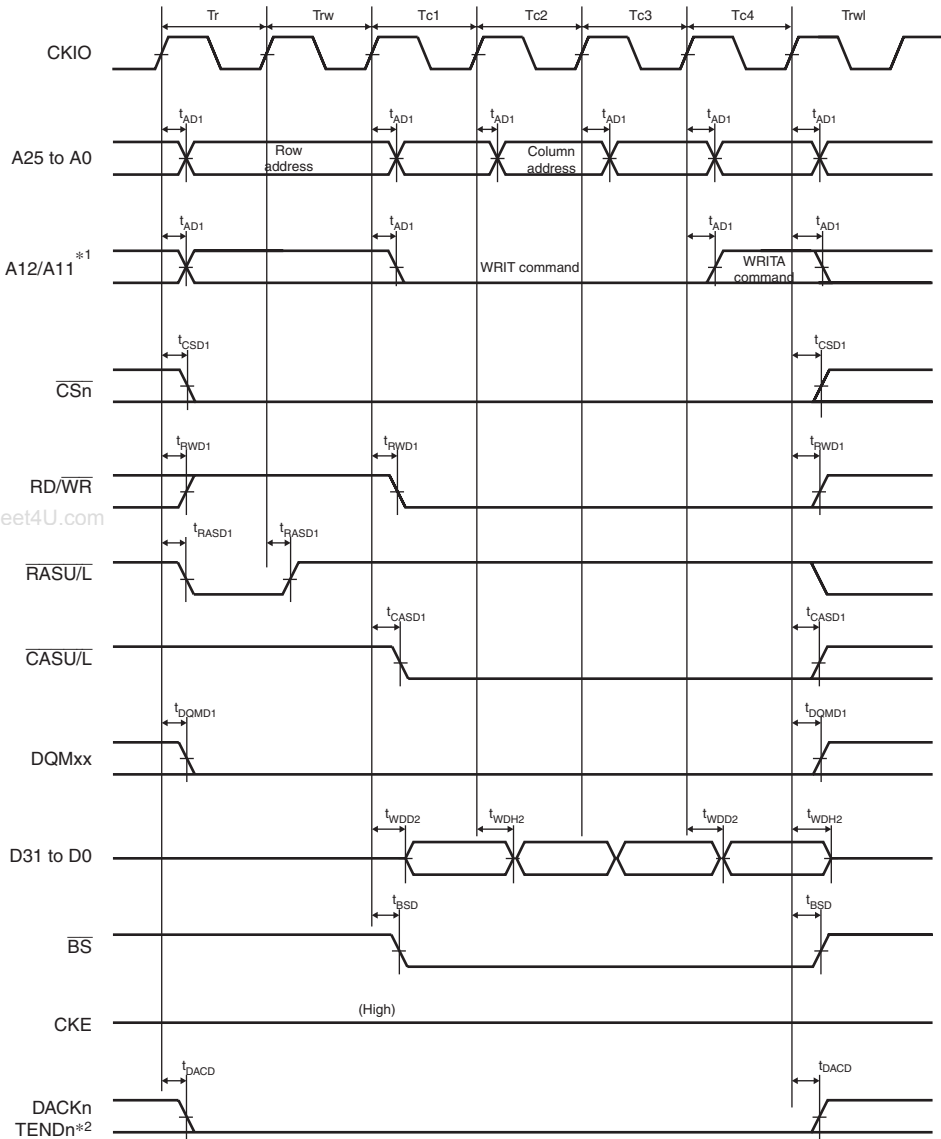 Tr Trw Tc1 Tc2 Tc3 Tc4 Trwl
CKIO
tAD1 tAD1 tAD1 tAD1 tAD1 tAD1
A25 to A0
Row
address
Column
address
tAD1 tAD1 tAD1 tAD1
A12/A11*1
WRIT command
WRITA
command
tCSD1 tCSD1
CSn
tRWD1 tRWD1 tRWD1
RD/WR
eet4U.com
tRASD1 tRASD1
RASU/L
tCASD1 tCASD1
CASU/L
tDQMD1 tDQMD1
DQMxx
tWDD2 tWDH2 tWDD2 tWDH2
D31 to D0
tBSD tBSD
BS
(High)
CKE
tDACD tDACD
DACKn
TENDn*2